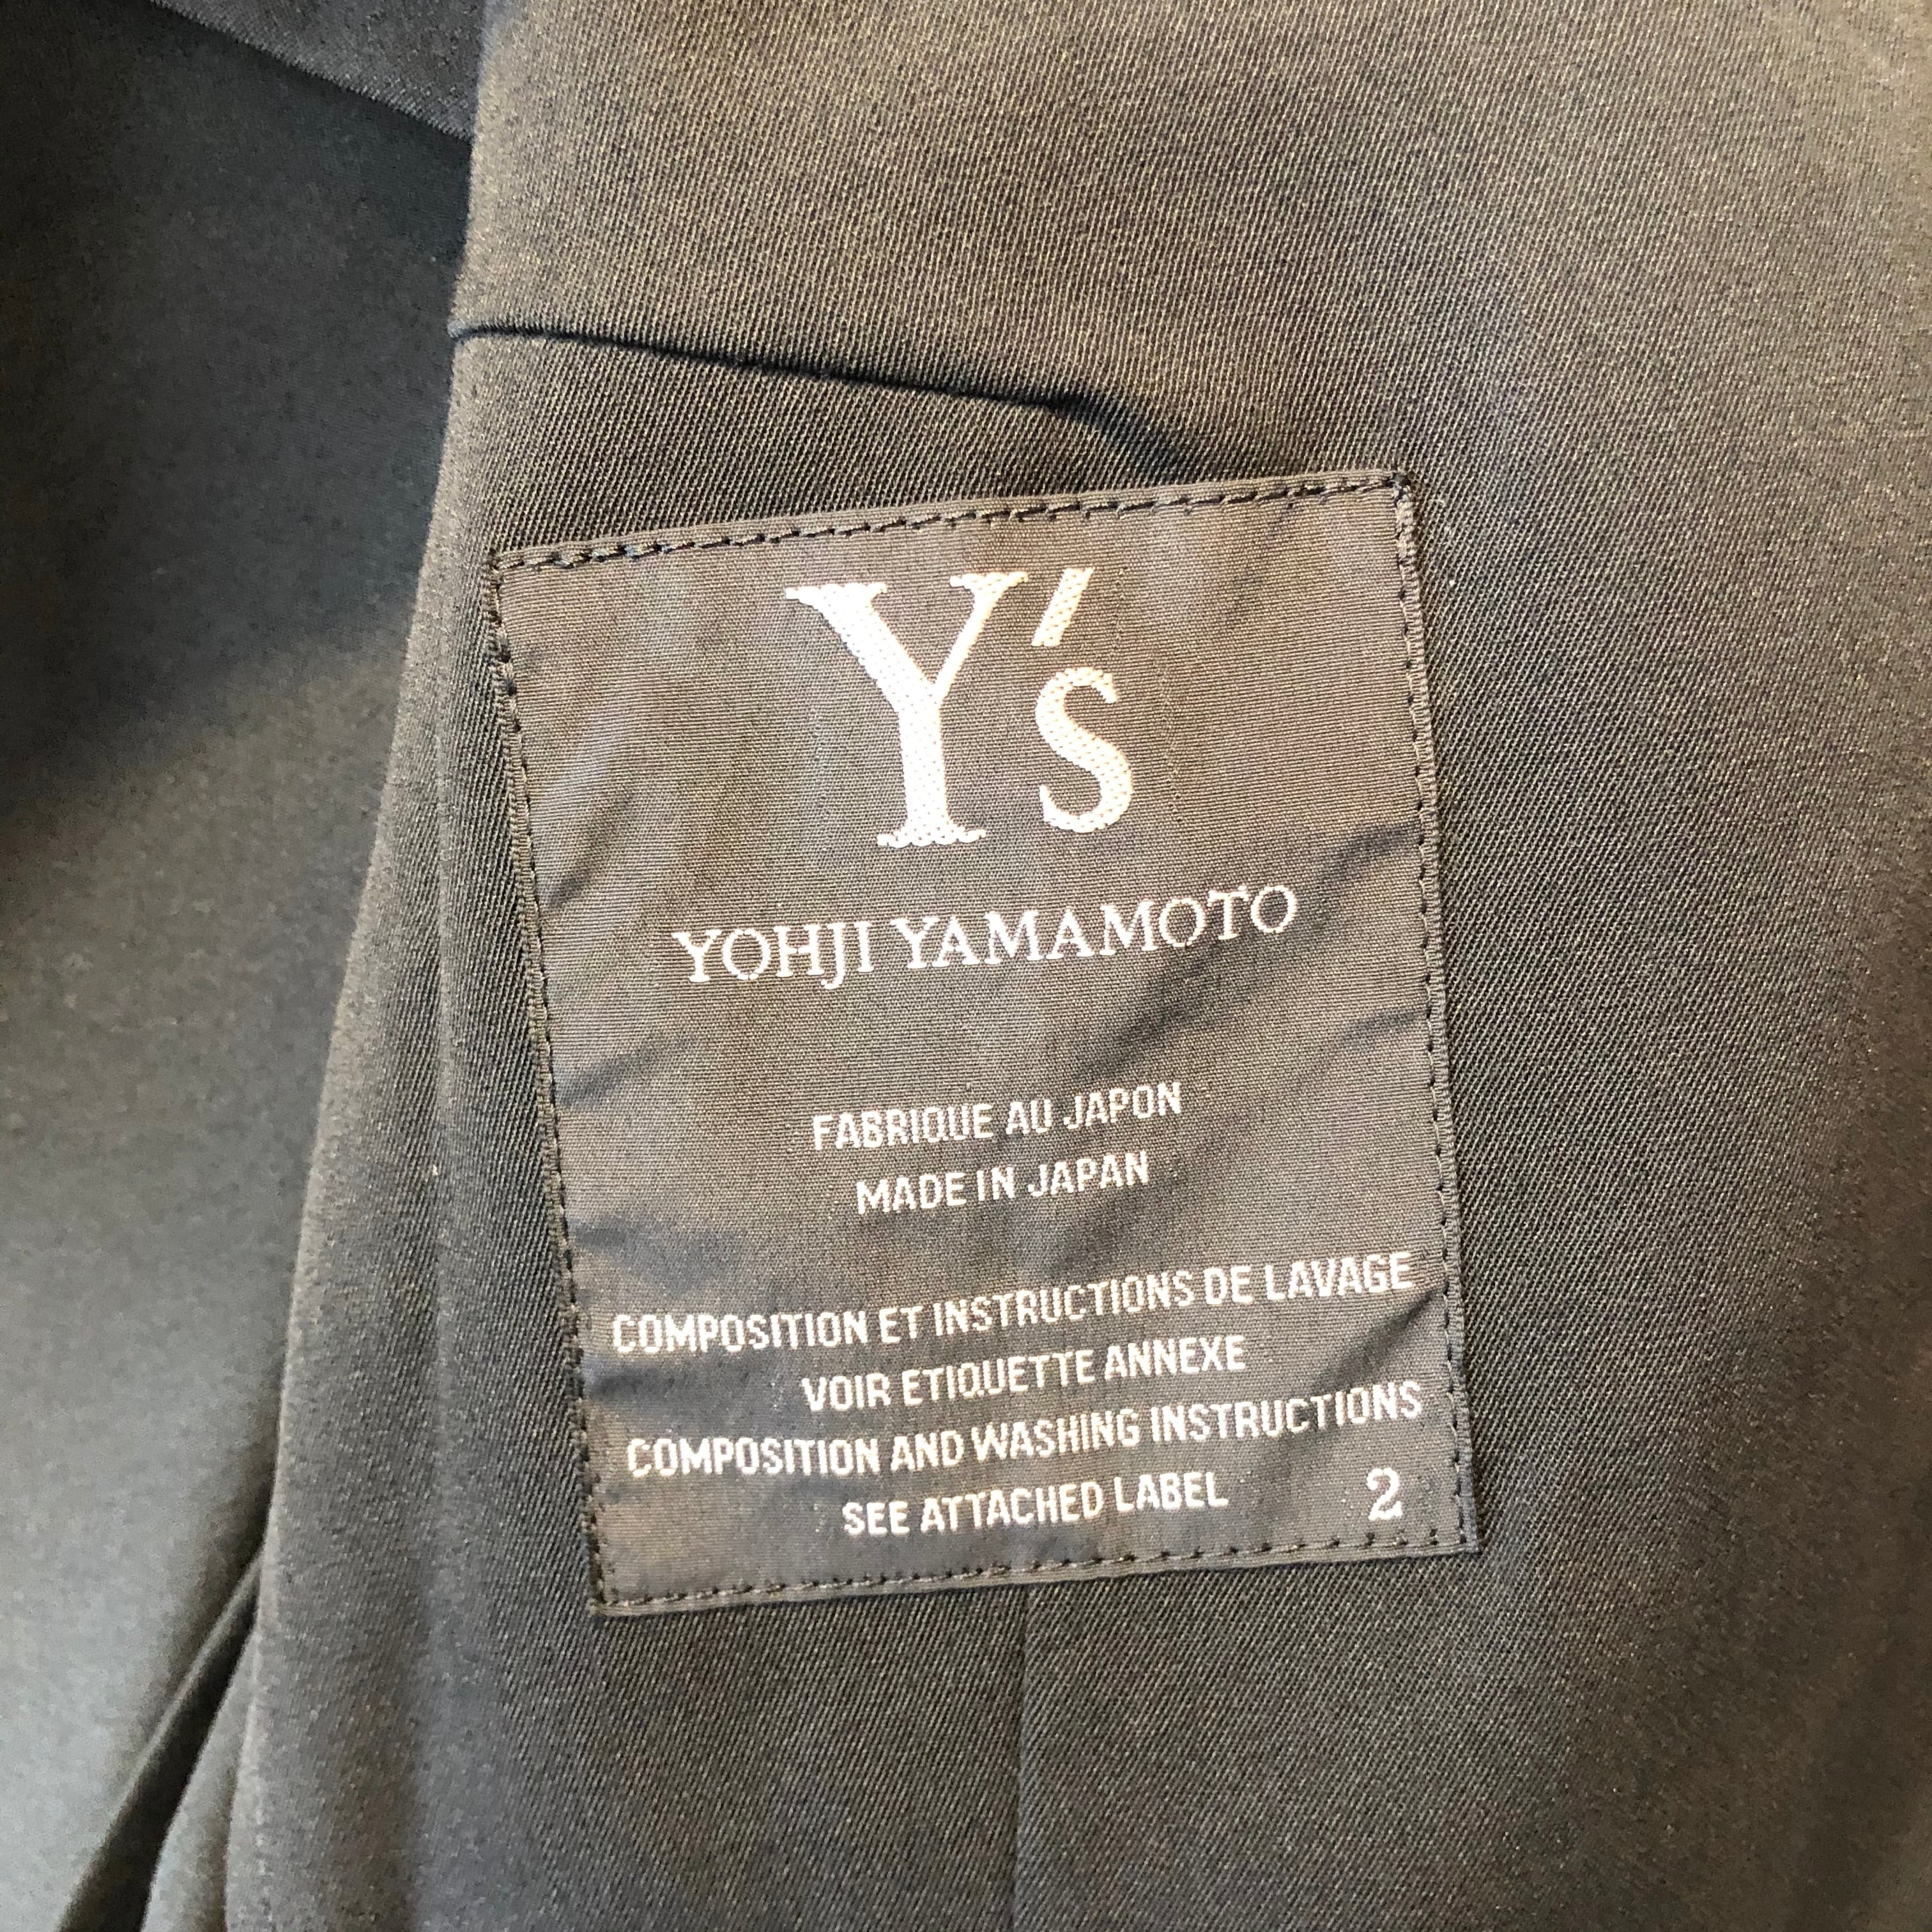 Y's
YOHJI YAMAMOTO
FABRIQUE AU JAPON
MADE IN JAPAN
COMPOSITION ET INSTRUCTIONS DE LAVAGE
VOIR ETIQUETTE ANNEXE
COMPOSITION AND WASHING INSTRUCTIONS
SEE ATTACHED LABEL 2